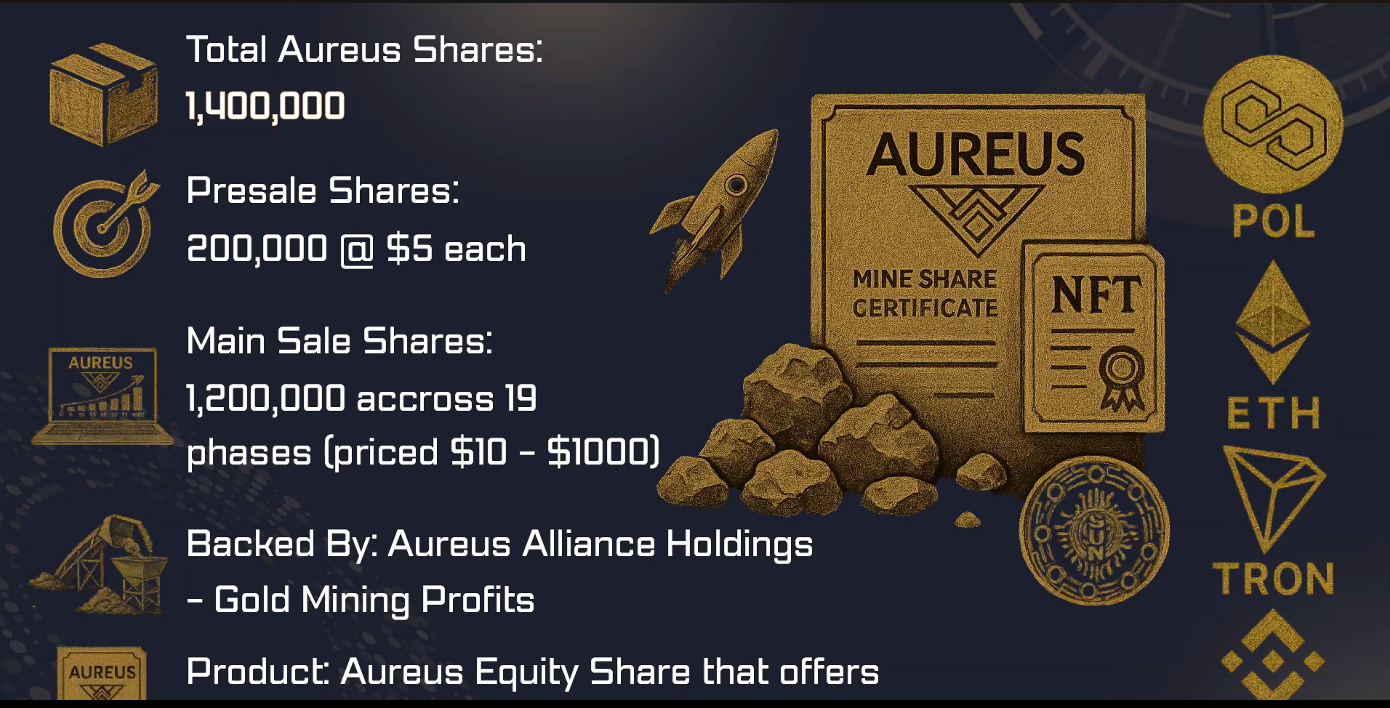 Total Aureus Shares:
1,400,000
Presale Shares:
200,000 @ $5 each
AUREUS
Main Sale Shares:
1,200,000 accross 19
phases (priced $10 - $1000)
Backed By: Aureus Alliance Holdings
- Gold Mining Profits
AUREUS
Product: Aureus Equity Share that offers
AUREUS
MINE SHARE
CERTIFICATE
NFT
SUN
POL
ETH
TRON